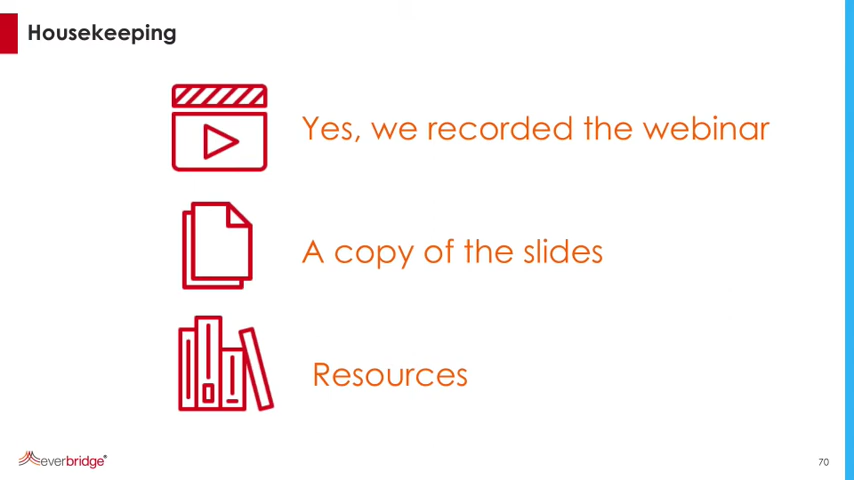 Housekeeping
Yes, we recorded the webinar
A copy of the slides
Resources
everbridge®
70